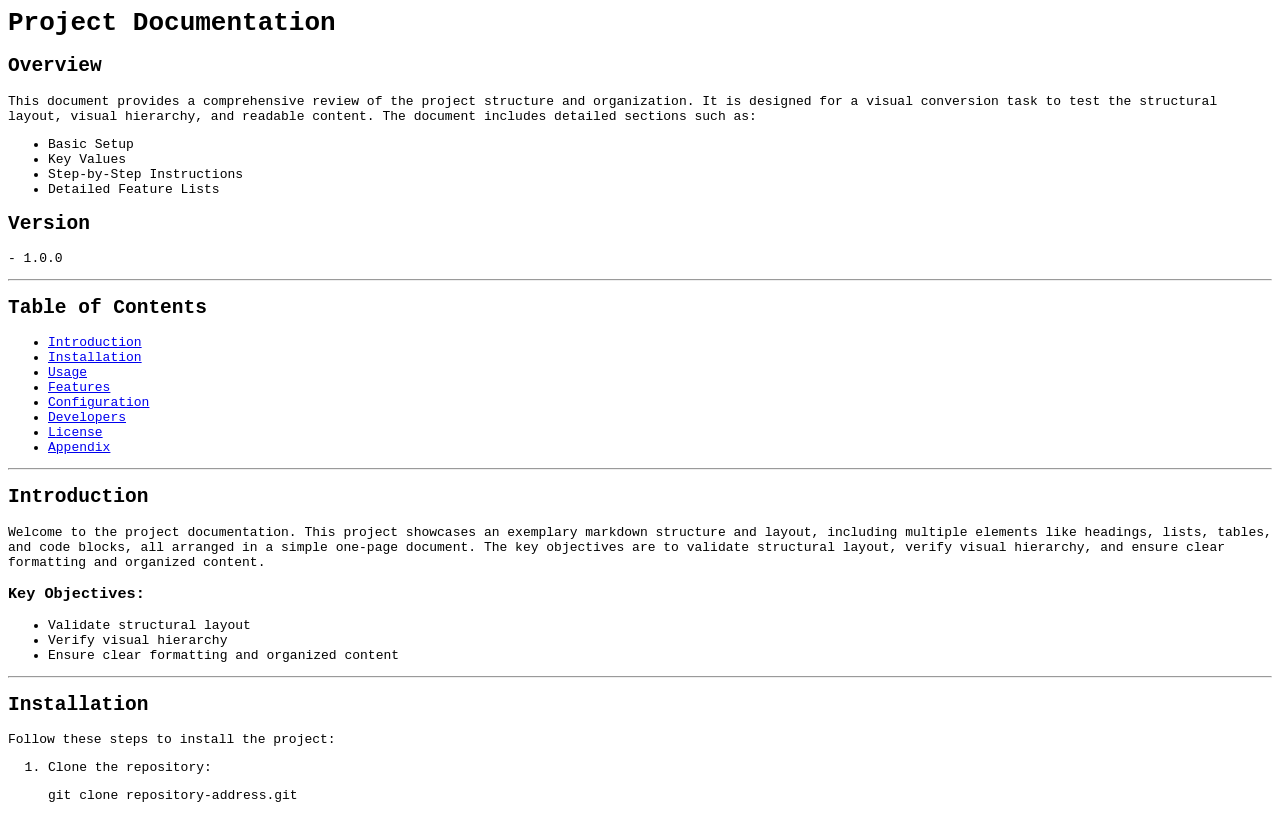 Project Documentation
Overview
This document provides a comprehensive review of the project structure and organization. It is designed for a visual conversion task to test the structural
layout, visual hierarchy, and readable content. The document includes detailed sections such as:
• Basic Setup
• Key Values
• Step-by-Step Instructions
• Detailed Feature Lists
Version
- 1.0.0
Table of Contents
• Introduction
• Installation
• Usage
• Features
• Configuration
• Developers
• License
• Appendix
Introduction
Welcome to the project documentation. This project showcases an exemplary markdown structure and layout, including multiple elements like headings, lists, tables,
and code blocks, all arranged in a simple one-page document. The key objectives are to validate structural layout, verify visual hierarchy, and ensure clear
formatting and organized content.
Key Objectives:
• Validate structural layout
• Verify visual hierarchy
• Ensure clear formatting and organized content
Installation
Follow these steps to install the project:
1. Clone the repository:
git clone repository-address.git